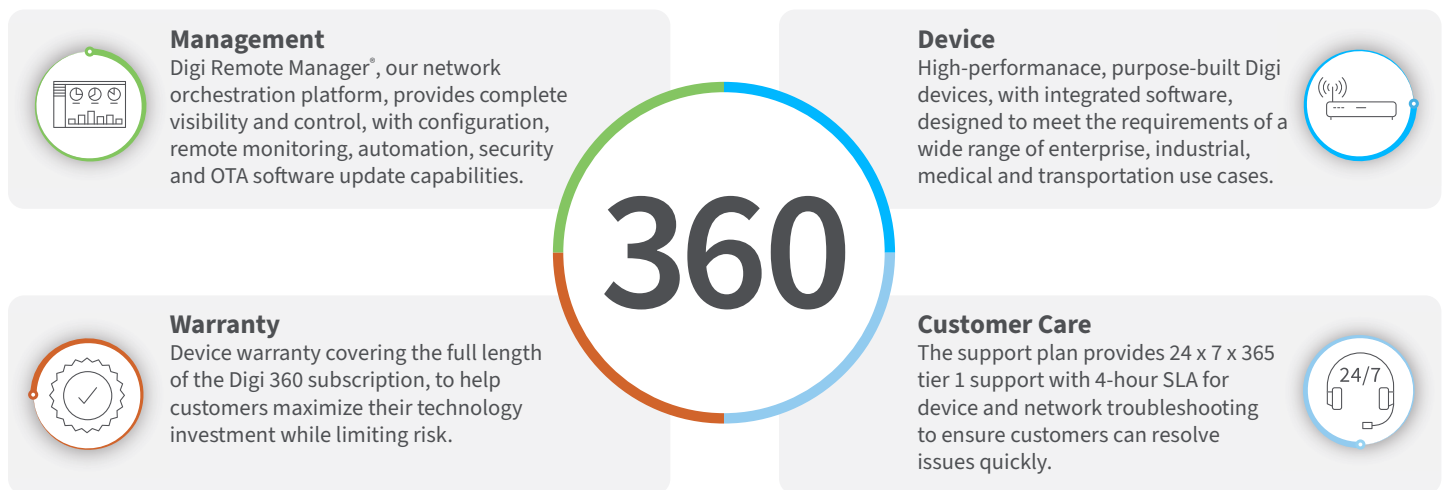 Management
Digi Remote Manager®, our network
orchestration platform, provides complete
visibility and control, with configuration,
remote monitoring, automation, security
and OTA software update capabilities.
Device
High-performanace, purpose-built Digi
devices, with integrated software,
designed to meet the requirements of a
wide range of enterprise, industrial,
medical and transportation use cases.
360
Warranty
Device warranty covering the full length
of the Digi 360 subscription, to help
customers maximize their technology
investment while limiting risk.
Customer Care
The support plan provides 24 x 7 x 365
tier 1 support with 4-hour SLA for
device and network troubleshooting
to ensure customers can resolve
issues quickly.
24/7